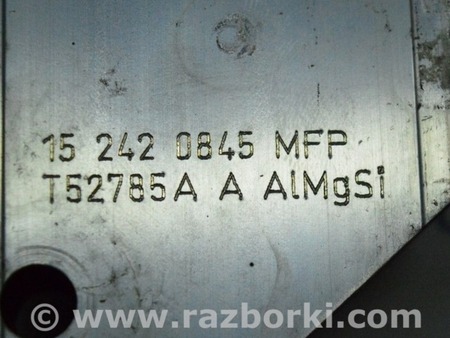 15 242 0845 MFP
T52785A A AlMgSi
© www.razborki.com